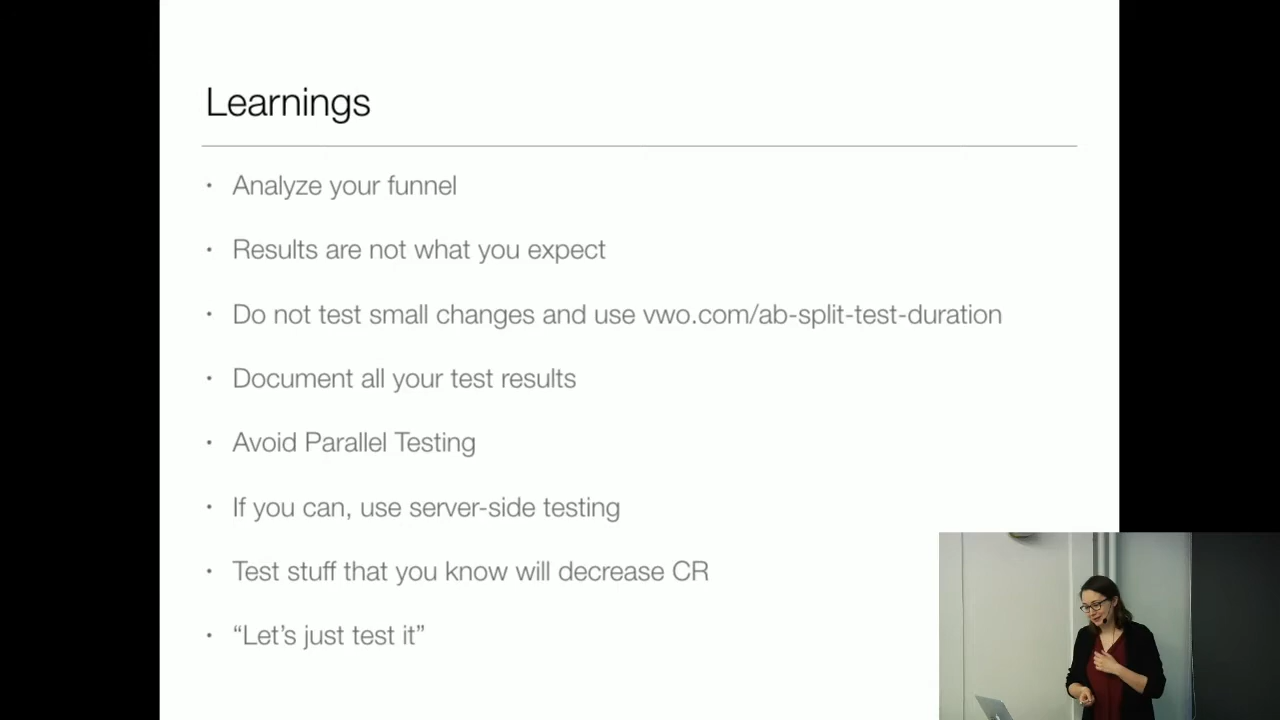 Learnings
• Analyze your funnel
• Results are not what you expect
• Do not test small changes and use vwo.com/ab-split-test-duration
• Document all your test results
• Avoid Parallel Testing
• If you can, use server-side testing
• Test stuff that you know will decrease CR
• “Let’s just test it”